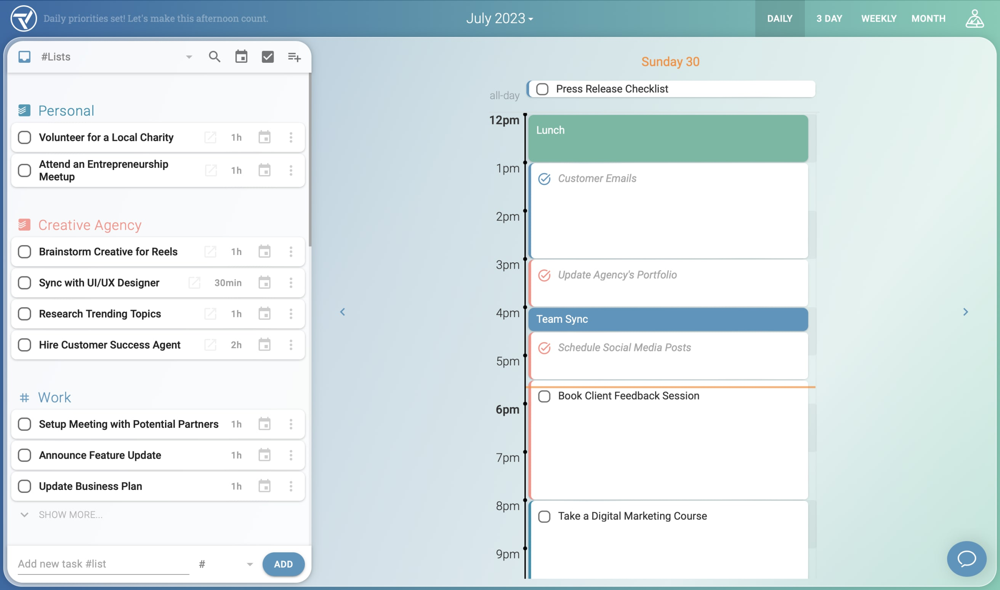 Daily priorities set! Let's make this afternoon count.
July 2023
DAILY
3 DAY
WEEKLY
MONTH
#Lists
Personal
Volunteer for a Local Charity 1h
Attend an Entrepreneurship
Meetup 1h
Creative Agency
Brainstorm Creative for Reels 1h
Sync with UI/UX Designer 30min
Research Trending Topics 1h
Hire Customer Success Agent 2h
# Work
Setup Meeting with Potential Partners 1h
Announce Feature Update 1h
Update Business Plan 1h
SHOW MORE...
Add new task #list # ADD
Sunday 30
all-day Press Release Checklist
12pm Lunch
1pm Customer Emails
2pm
3pm Update Agency's Portfolio
4pm Team Sync
Schedule Social Media Posts
5pm
Book Client Feedback Session
6pm
7pm
8pm Take a Digital Marketing Course
9pm